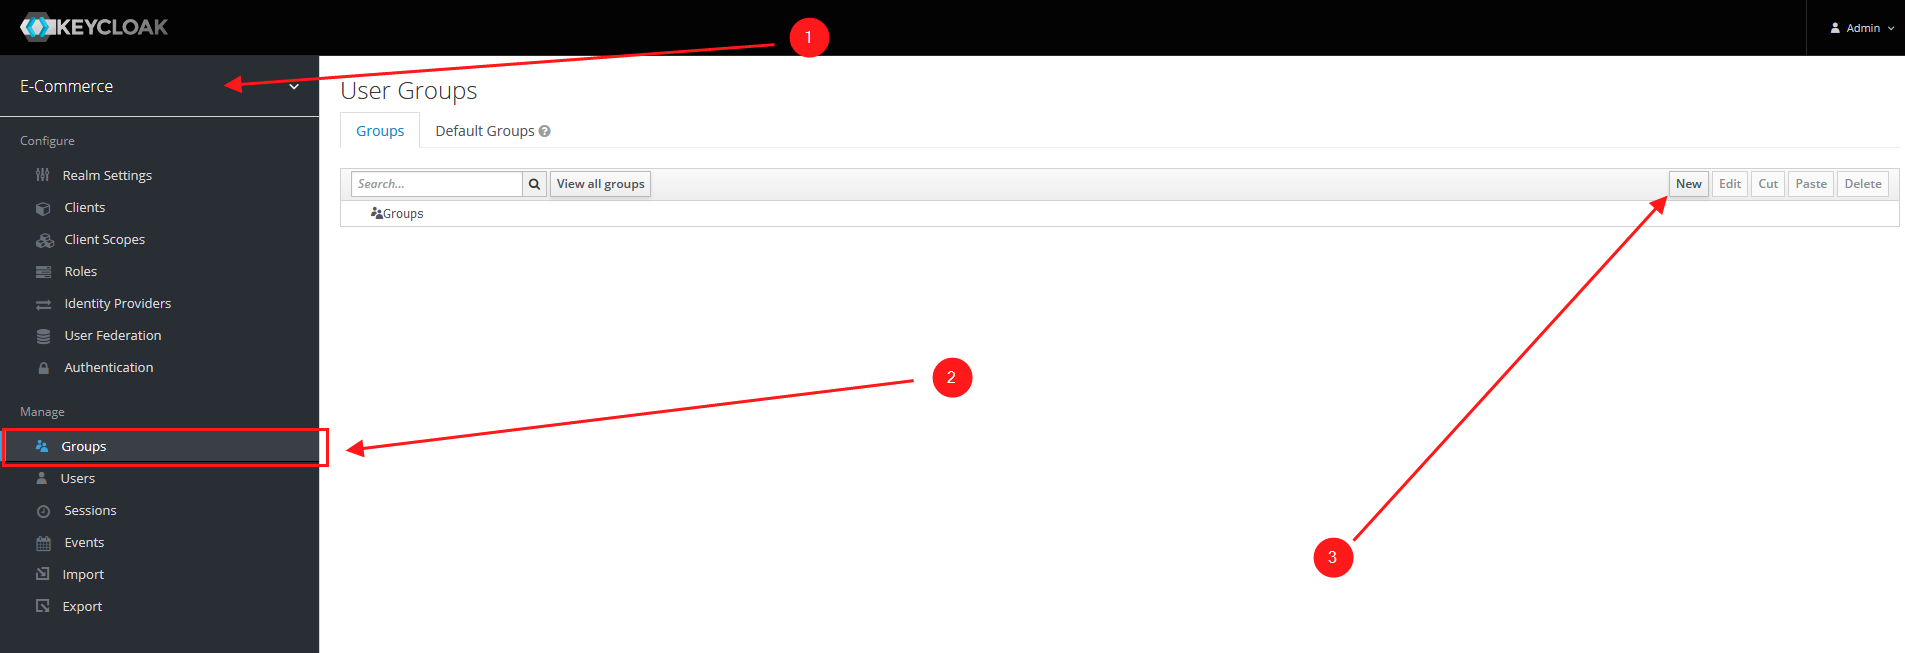 KEYCLOAK
Admin
1
E-Commerce
User Groups
Groups Default Groups
Configure
Realm Settings
Clients
Client Scopes
Roles
Identity Providers
User Federation
Authentication
Manage
Groups
Users
Sessions
Events
Import
Export
Search... View all groups New Edit Cut Paste Delete
Groups
2
3